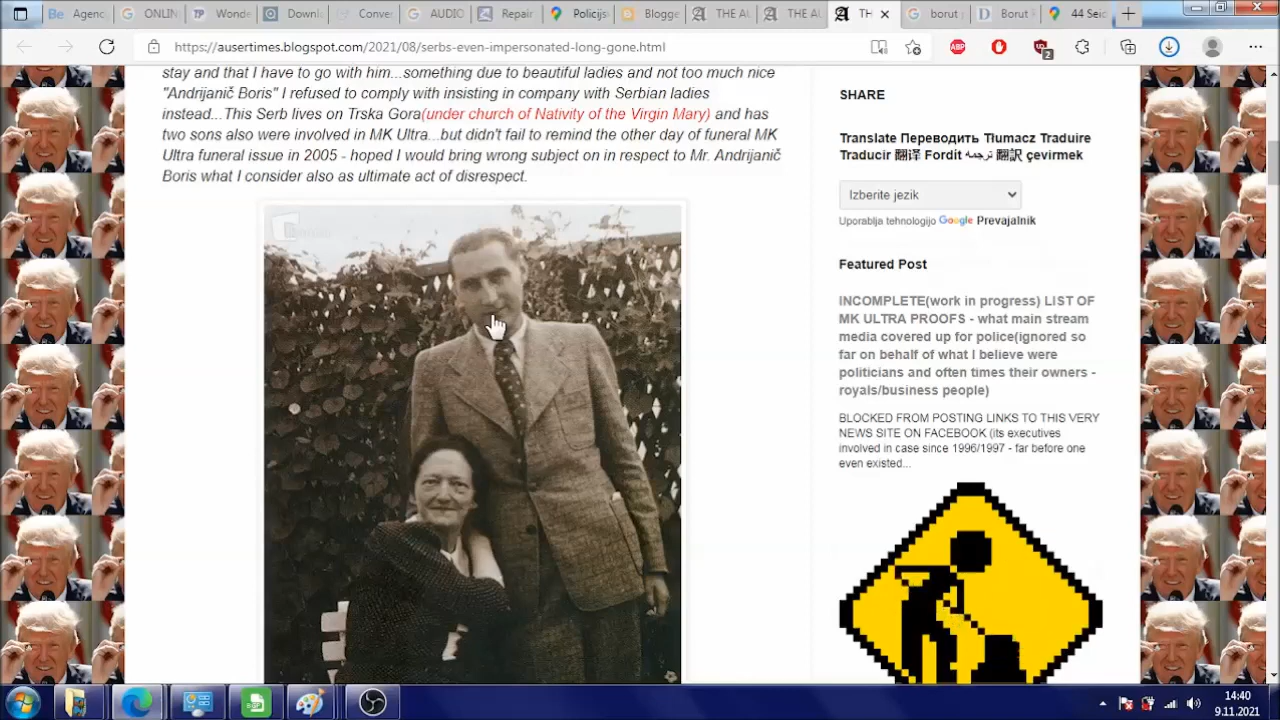 Be Agenc
ONLIN
Wonde
Downl
Conver
AUDIO
Repair
Policijs
Blogge
THE AU
THE AU
TH
borut p
Borut
44 Seic
https://ausertimes.blogspot.com/2021/08/serbs-even-impersonated-long-gone.html
ABP
2
stay and that I have to go with him...something due to beautiful ladies and not too much nice
"Andrijanič Boris" I refused to comply with insisting in company with Serbian ladies
instead...This Serb lives on Trska Gora(under church of Nativity of the Virgin Mary) and has
two sons also were involved in MK Ultra...but didn't fail to remind the other day of funeral MK
Ultra funeral issue in 2005 - inoped I would bring wrong subject on in respect to Mr. Andrijanič
Boris what I consider also as ultimate act of disrespect.
SHARE
Translate Переводить Tłumacz Traduire
Traducir 翻译 Fordít ترجمه 翻訳 çevirmek
Izberite jezik
Uporablja tehnologijo Google Prevajalnik
Featured Post
INCOMPLETE(work in progress) LIST OF
MK ULTRA PROOFS - what main stream
media covered up for police(ignored so
far on behalf of what I believe were
politicians and often times their owners -
royals/business people)
BLOCKED FROM POSTING LINKS TO THIS VERY
NEWS SITE ON FACEBOOK (its executives
involved in case since 1996/1997 - far before one
even existed...
14:40
9.11.2021